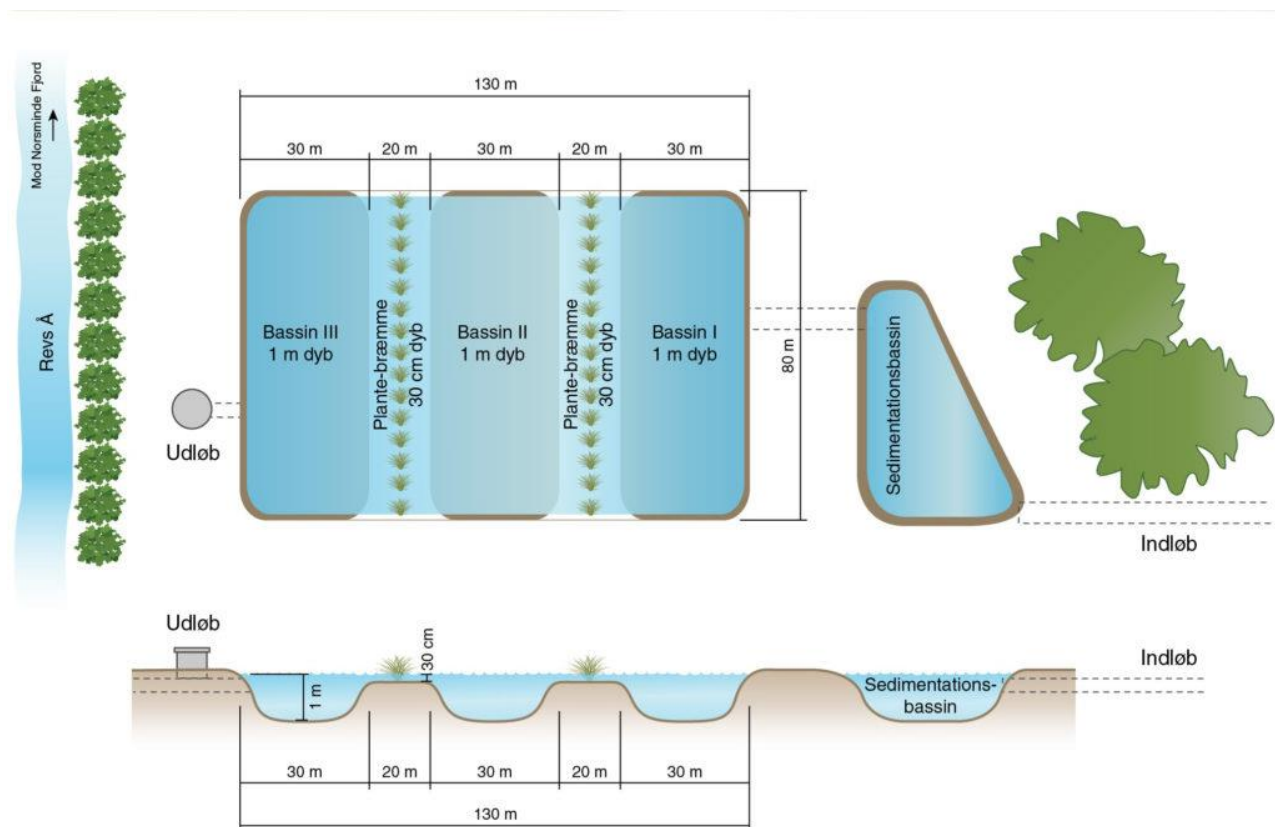 Mod Norsminde Fjord
Revs Å
130 m
30 m
20 m
30 m
20 m
30 m
Bassin III
1 m dyb
Plante-bræmme
30 cm dyb
Bassin II
1 m dyb
Plante-bræmme
30 cm dyb
Bassin I
1 m dyb
80 m
Sedimentationsbassin
Udløb
Indløb
Udløb
30 cm
1 m
Sedimentations-
bassin
Indløb
30 m
20 m
30 m
20 m
30 m
130 m